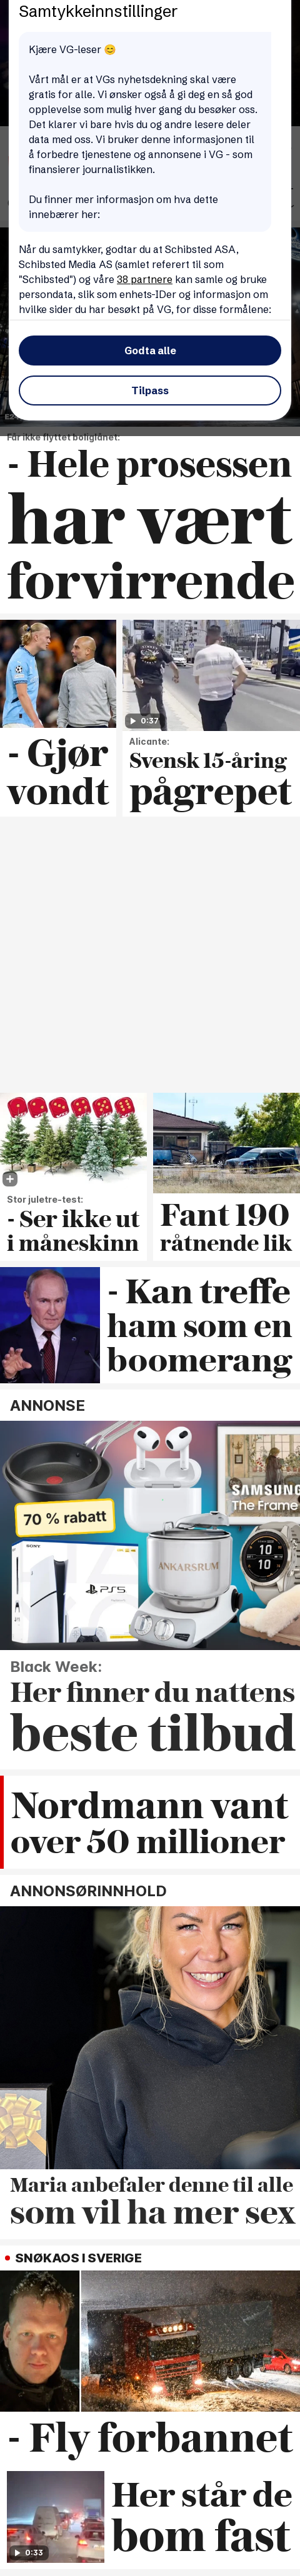 Samtykkeinnstillinger
Kjære VG-leser 😊
Vårt mål er at VGs nyhetsdekning skal være
gratis for alle. Vi ønsker også å gi deg en så god
opplevelse som mulig hver gang du besøker oss.
Det klarer vi bare hvis du og andre lesere deler
data med oss. Vi bruker denne informasjonen til
å forbedre tjenestene og annonsene i VG - som
finansierer journalistikken.
Du finner mer informasjon om hva dette
innebærer her:
Når du samtykker, godtar du at Schibsted ASA,
Schibsted Media AS (samlet referert til som
"Schibsted") og våre 38 partnere kan samle og bruke
persondata, slik som enhets-IDer og informasjon om
hvilke sider du har besøkt på VG, for disse formålene:
Godta alle
Tilpass
Får ikke flyttet boliglånet:
- Hele prosessen
har vært
forvirrende
- Gjør
vondt
0:37
Alicante:
Svensk 15-åring
pågrepet
Stor juletre-test:
- Ser ikke ut
i måneskinn
Fant 190
råtnende lik
- Kan treffe
ham som en
boomerang
ANNONSE
70 % rabatt
SAMSUNG
The Frame
ANKARSRUM
SONY
PS5
Black Week:
Her finner du nattens
beste tilbud
Nordmann vant
over 50 millioner
ANNONSØRINNHOLD
Maria anbefaler denne til alle
som vil ha mer sex
SNØKAOS I SVERIGE
- Fly forbannet
0:33
Her står de
bom fast